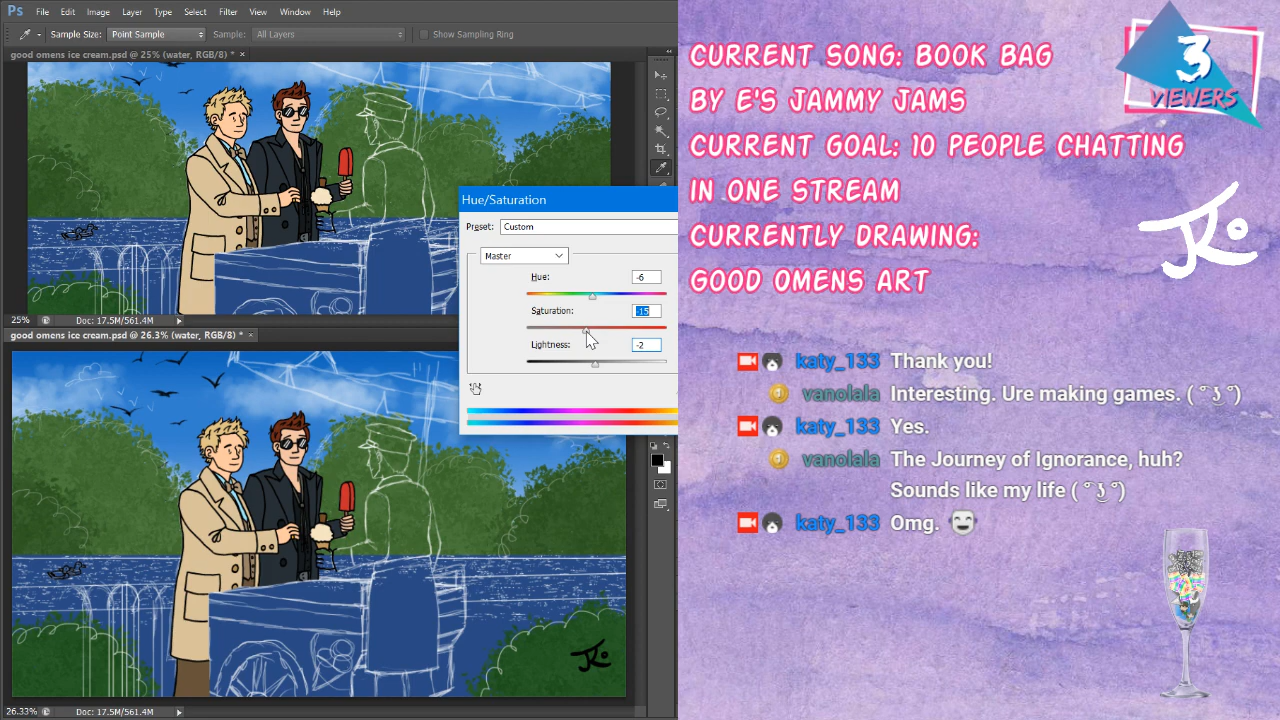 Ps File Edit Image Layer Type Select Filter View Window Help
Sample Size: Point Sample Sample: All Layers Show Sampling Ring
good omens ice cream.psd @ 25% (water, RGB/8) * ×
Hue/Saturation
Preset: Custom
Master
Hue: -6
Saturation: -15
Lightness: -2
25% Doc: 17.5M/561.4M
good omens ice cream.psd @ 26.3% (water, RGB/8) * ×
JKo
26.33% Doc: 17.5M/561.4M
CURRENT SONG: BOOK BAG
BY E'S JAMMY JAMS
CURRENT GOAL: 10 PEOPLE CHATTING
IN ONE STREAM
CURRENTLY DRAWING:
GOOD OMENS ART
3
VIEWERS
JKo
katy_133 Thank you!
vanolala Interesting. Ure making games. ( ͡° ͜ʖ ͡°)
katy_133 Yes.
vanolala The Journey of Ignorance, huh?
Sounds like my life ( ͡° ͜ʖ ͡°)
katy_133 Omg. 😄